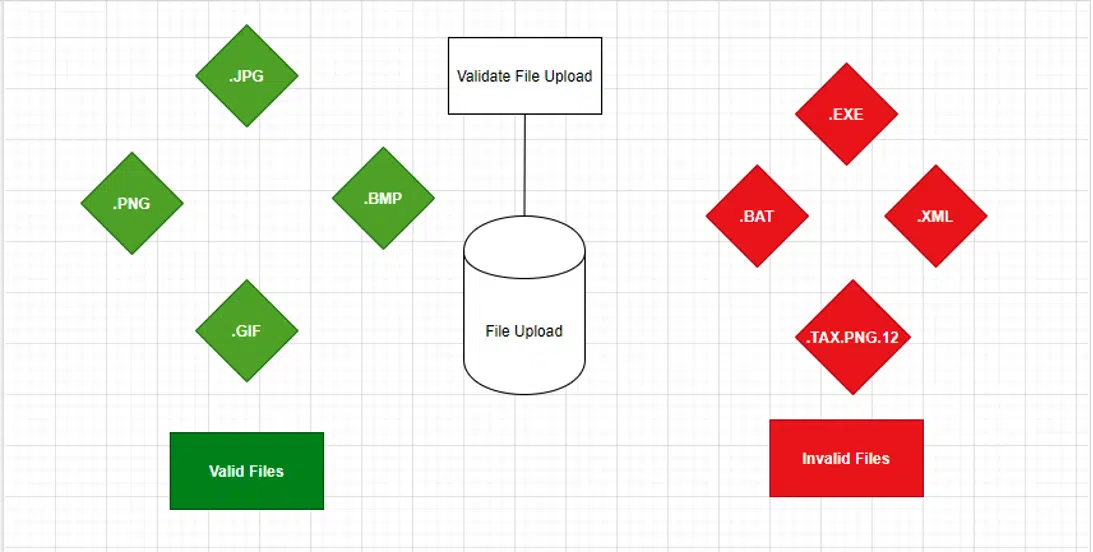 .JPG
Validate File Upload
.EXE
.PNG
.BMP
.BAT
.XML
.GIF
File Upload
.TAX.PNG.12
Valid Files
Invalid Files